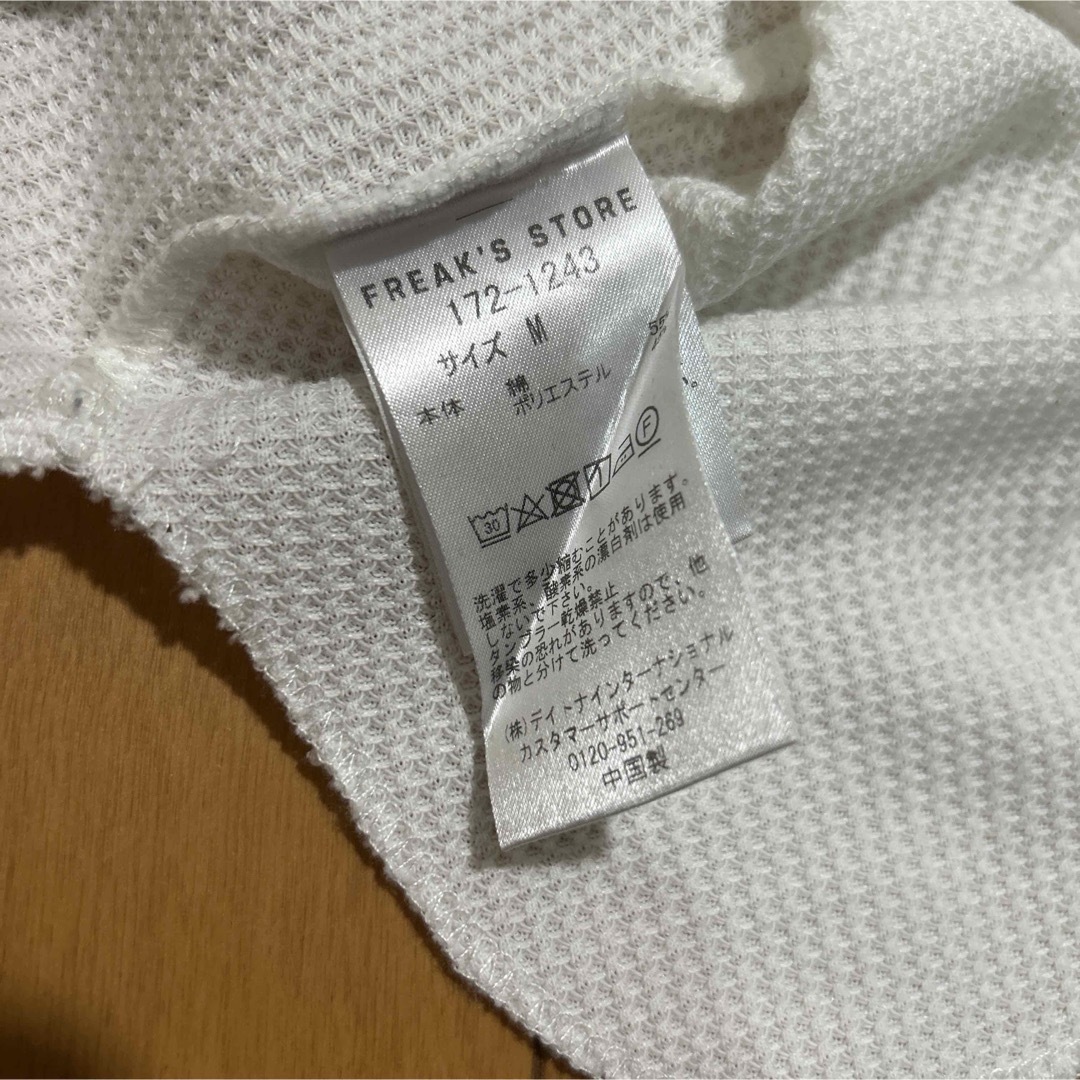 FREAK'S STORE
172-1243
サイズ M
本体 綿 55
ポリエステル
30 F
洗濯で多少縮むことがあります。
塩素系、酸素系の漂白剤は使用
しないで下さい。
タンブラー乾燥禁止
移染の恐れがありますので、他
の物と分けて洗ってください。
(株)デイトナインターナショナル
カスタマーサポートセンター
0120-951-269
中国製
い。